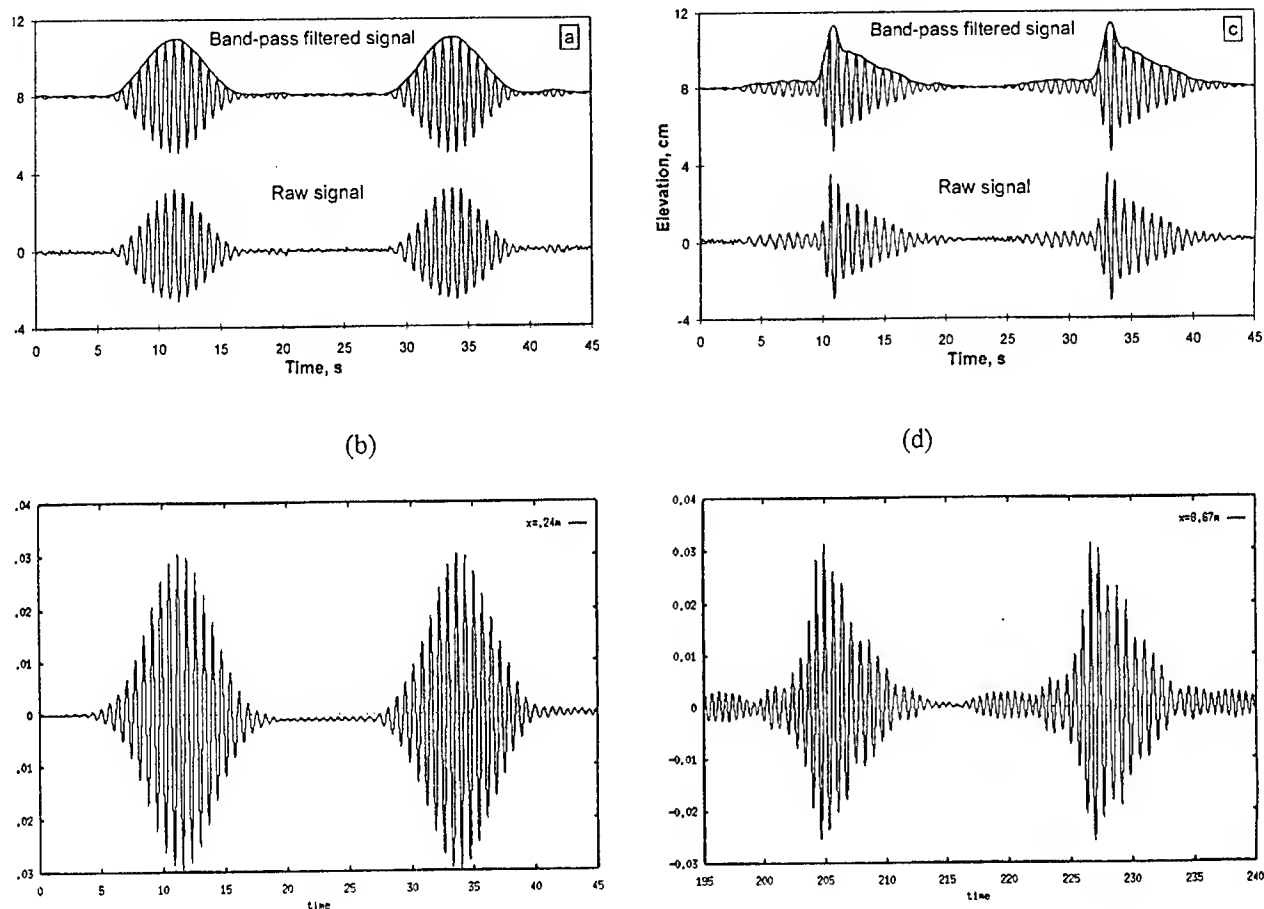 12
8
4
0
.4
Band-pass filtered signal
a
Raw signal
0 5 10 15 20 25 30 35 40 45
Time, s
12
8
4
0
-4
Elevation, cm
Band-pass filtered signal
c
Raw signal
0 5 10 15 20 25 30 35 40 45
Time, s
(b)
(d)
.04
.03
.02
.01
0
.01
.02
.03
x=.24m
0 5 10 15 20 25 30 35 40 45
time
0.04
0.03
0.02
0.01
0
-0.01
-0.02
-0.03
x=8.67m
195 200 205 210 215 220 225 230 235 240
time